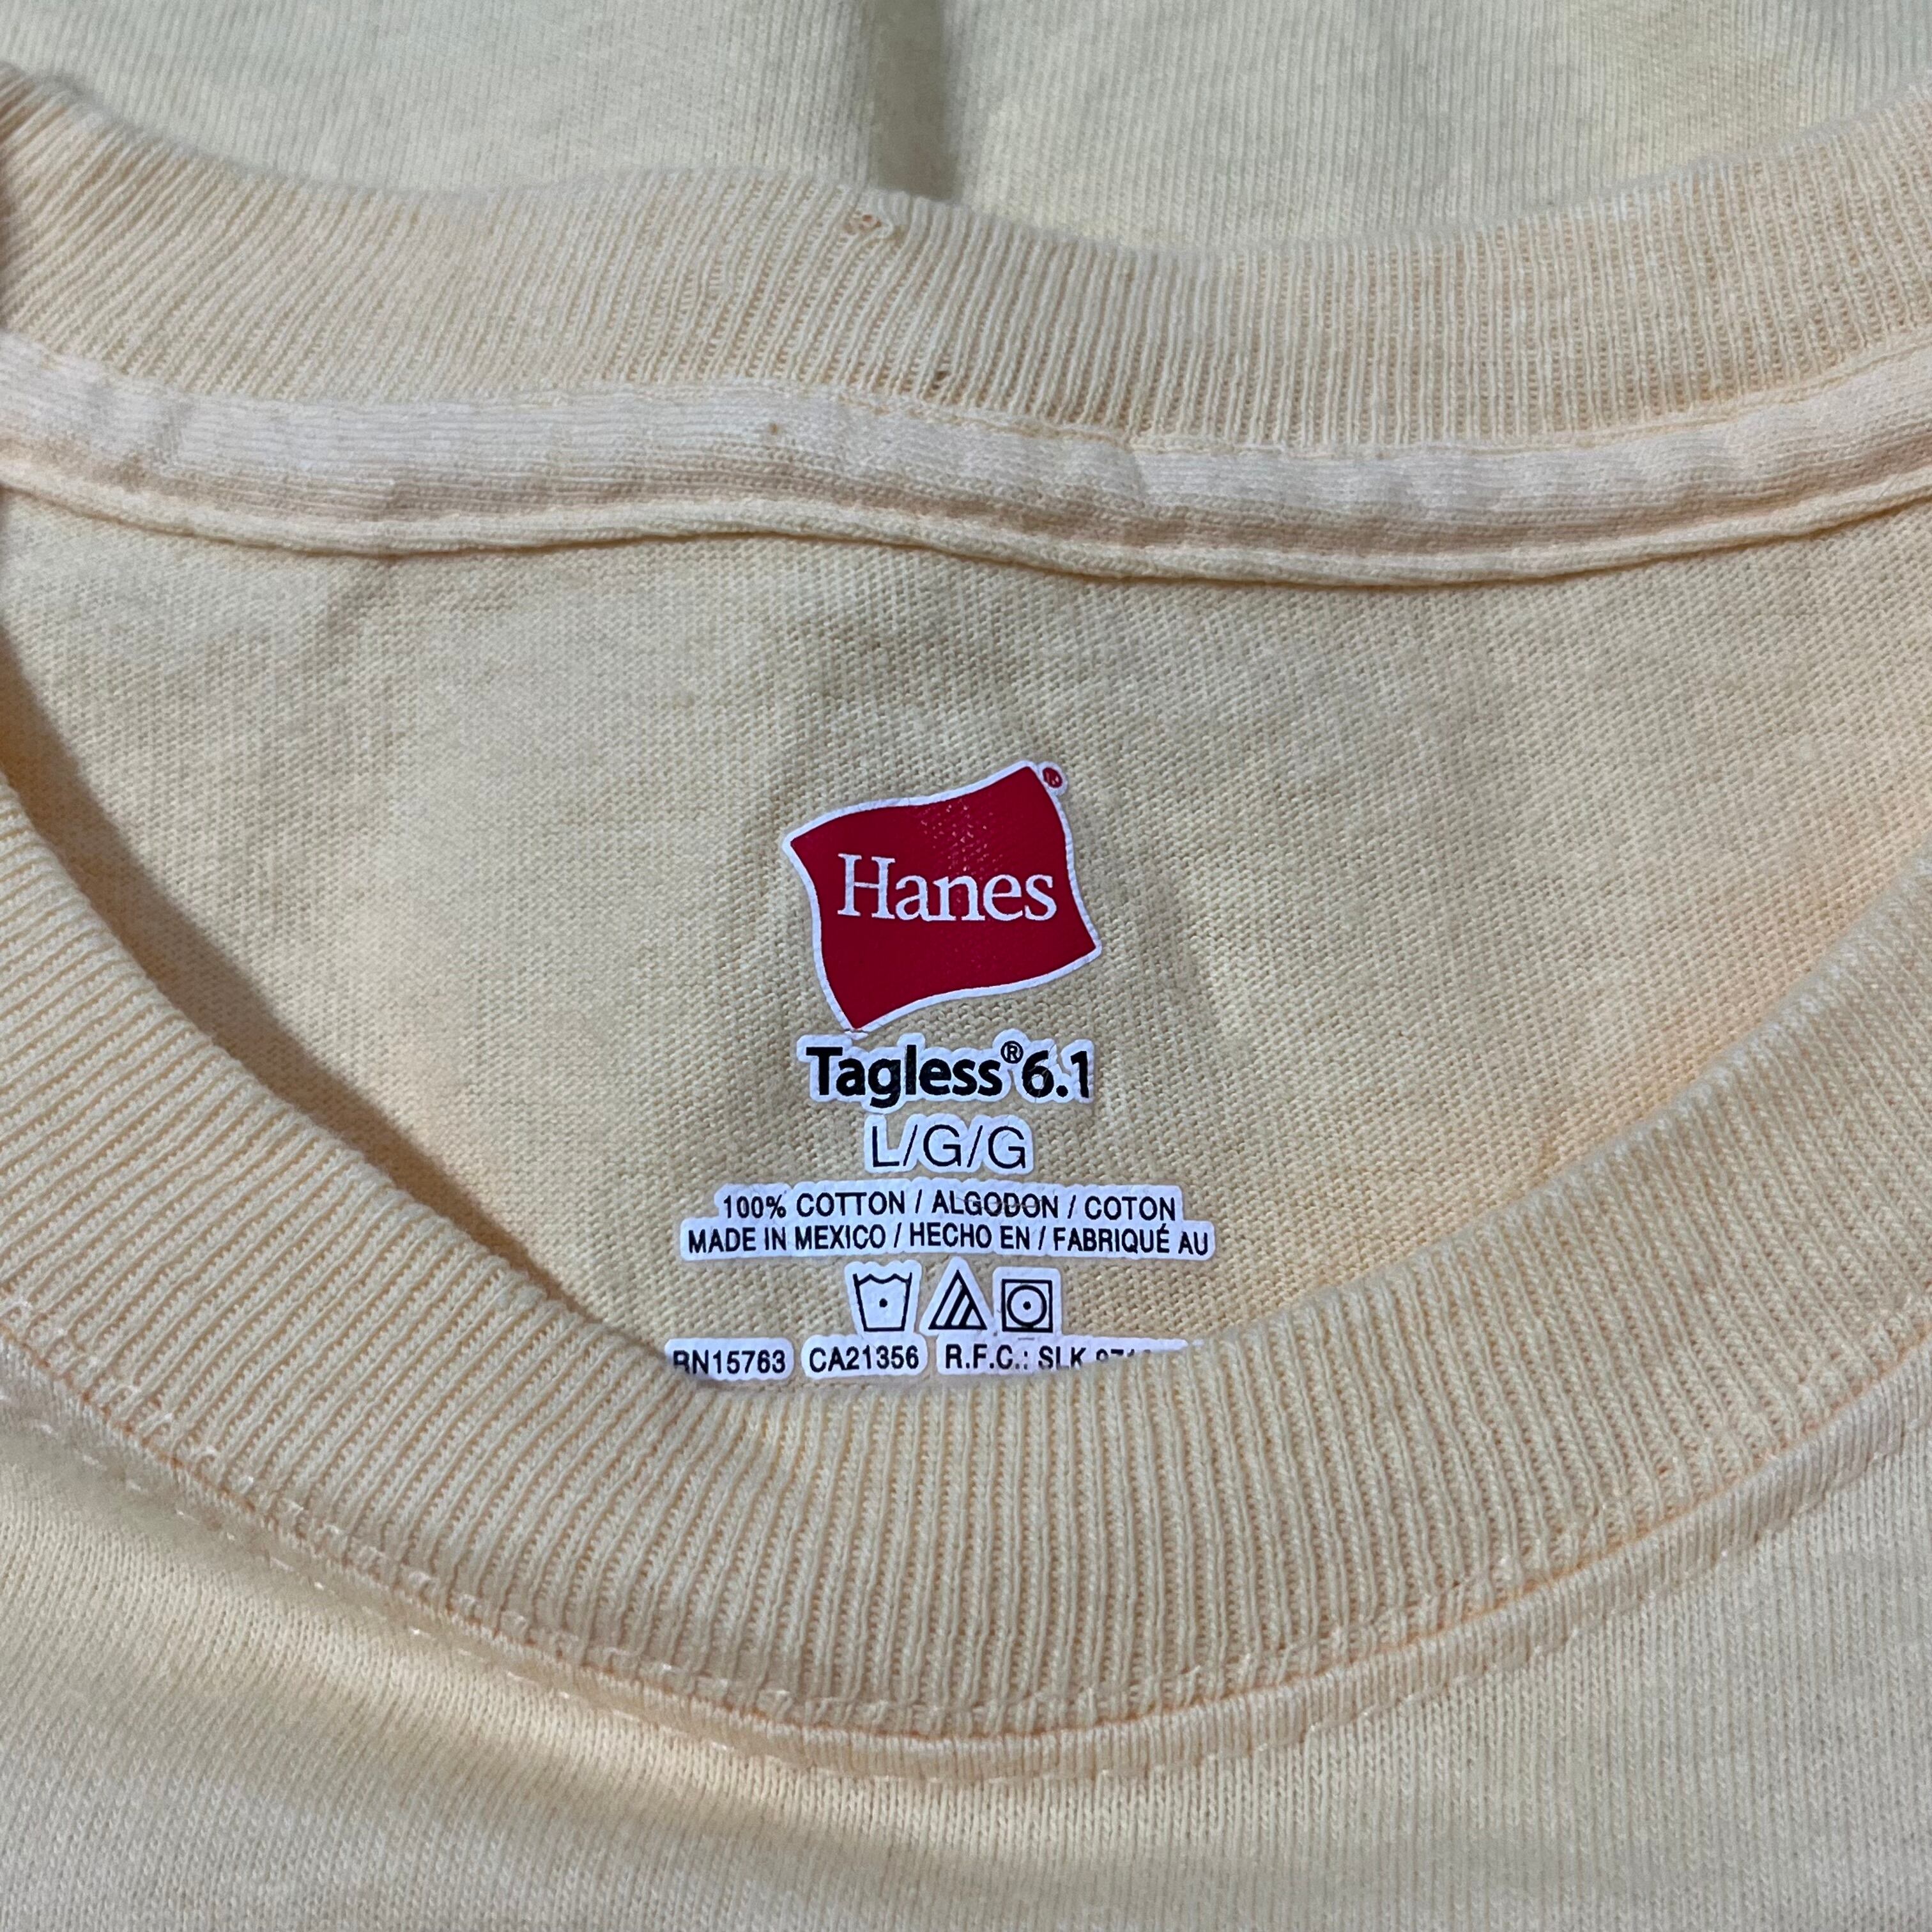 Hanes®
Tagless®6.1
L/G/G
100% COTTON / ALGODON / COTON
MADE IN MEXICO / HECHO EN / FABRIQUÉ AU
RN15763 CA21356 R.F.C.: SLK